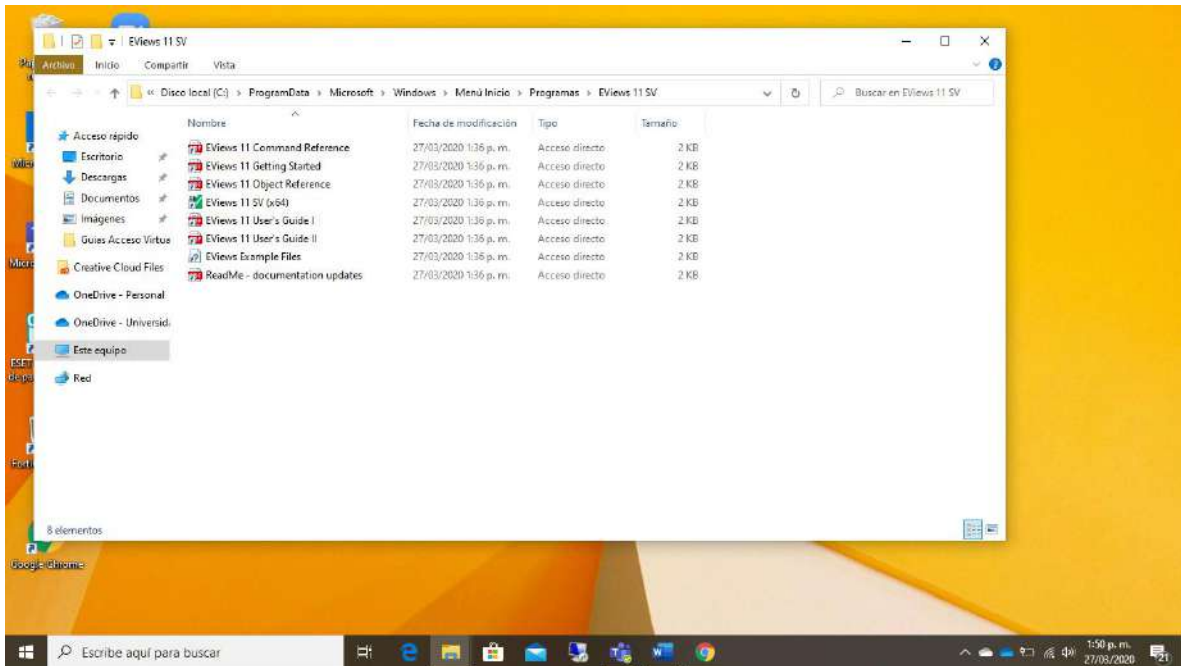 EViews 11 SV
Archivo Inicio Compartir Vista
« Disco local (C:) > ProgramData > Microsoft > Windows > Menú Inicio > Programas > EViews 11 SV
Buscar en EViews 11 SV
Nombre Fecha de modificación Tipo Tamaño
Acceso rápido
Escritorio
Descargas
Documentos
Imágenes
Guias Acceso Virtua
Creative Cloud Files
OneDrive - Personal
OneDrive - Universid
Este equipo
Red
EViews 11 Command Reference 27/03/2020 1:36 p. m. Acceso directo 2 KB
EViews 11 Getting Started 27/03/2020 1:36 p. m. Acceso directo 2 KB
EViews 11 Object Reference 27/03/2020 1:36 p. m. Acceso directo 2 KB
EViews 11 SV (x64) 27/03/2020 1:36 p. m. Acceso directo 2 KB
EViews 11 User's Guide I 27/03/2020 1:36 p. m. Acceso directo 2 KB
EViews 11 User's Guide II 27/03/2020 1:36 p. m. Acceso directo 2 KB
EViews Example Files 27/03/2020 1:36 p. m. Acceso directo 2 KB
ReadMe - documentation updates 27/03/2020 1:36 p. m. Acceso directo 2 KB
8 elementos
Google Chrome
Escribe aquí para buscar
1:50 p. m.
27/03/2020
21